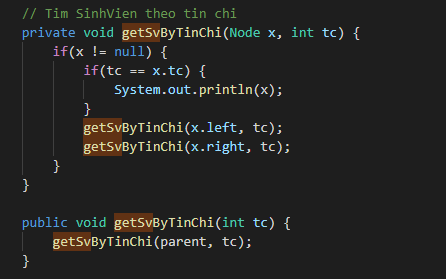 // Tim SinhVien theo tin chi
private void getSvByTinChi(Node x, int tc) {
    if(x != null) {
        if(tc == x.tc) {
            System.out.println(x);
        }
        getSvByTinChi(x.left, tc);
        getSvByTinChi(x.right, tc);
    }
}

public void getSvByTinChi(int tc) {
    getSvByTinChi(parent, tc);
}